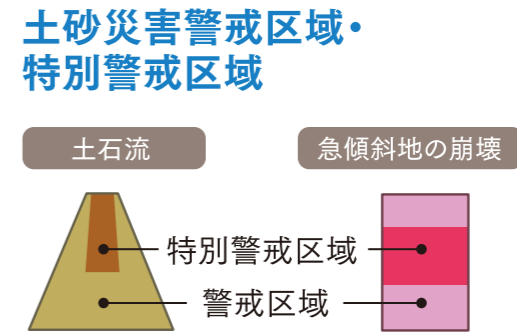 土砂災害警戒区域・
特別警戒区域
土石流
急傾斜地の崩壊
特別警戒区域
警戒区域